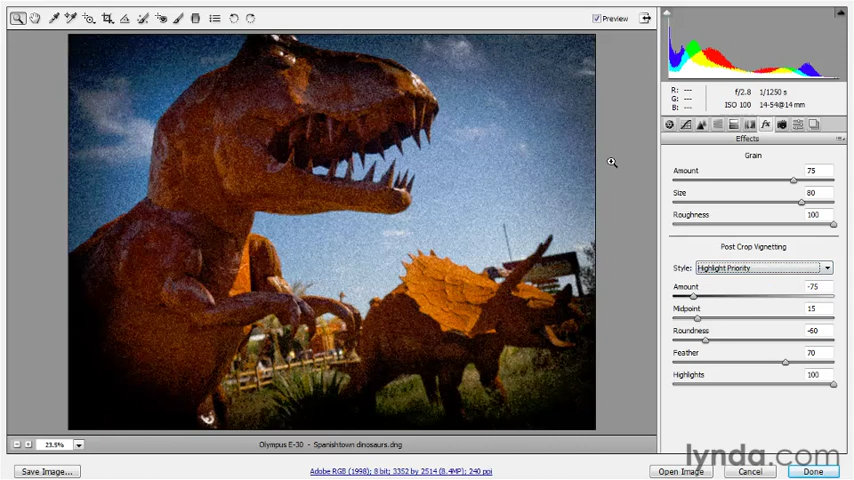 Preview
R: ---
G: ---
B: ---
f/2.8 1/1250 s
ISO 100 14-54@14 mm
fx
Effects
Grain
Amount 75
Size 80
Roughness 100
Post Crop Vignetting
Style: Highlight Priority
Amount -75
Midpoint 15
Roundness -60
Feather 70
Highlights 100
23.5%
Olympus E-30 - Spanishtown dinosaurs.dng
lynda.com
Save Image...
Adobe RGB (1998); 8 bit; 3352 by 2514 (8.4MP); 240 ppi
Open Image
Cancel
Done